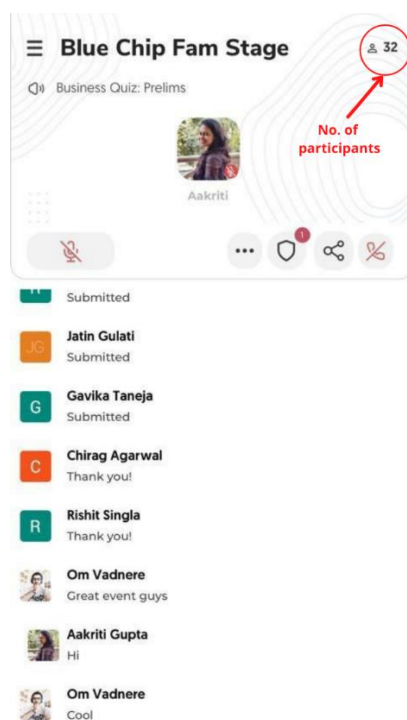 Blue Chip Fam Stage
32
Business Quiz: Prelims
No. of
participants
Aakriti
1
Submitted
JG
Jatin Gulati
Submitted
G
Gavika Taneja
Submitted
C
Chirag Agarwal
Thank you!
R
Rishit Singla
Thank you!
Om Vadnere
Great event guys
Aakriti Gupta
Hi
Om Vadnere
Cool